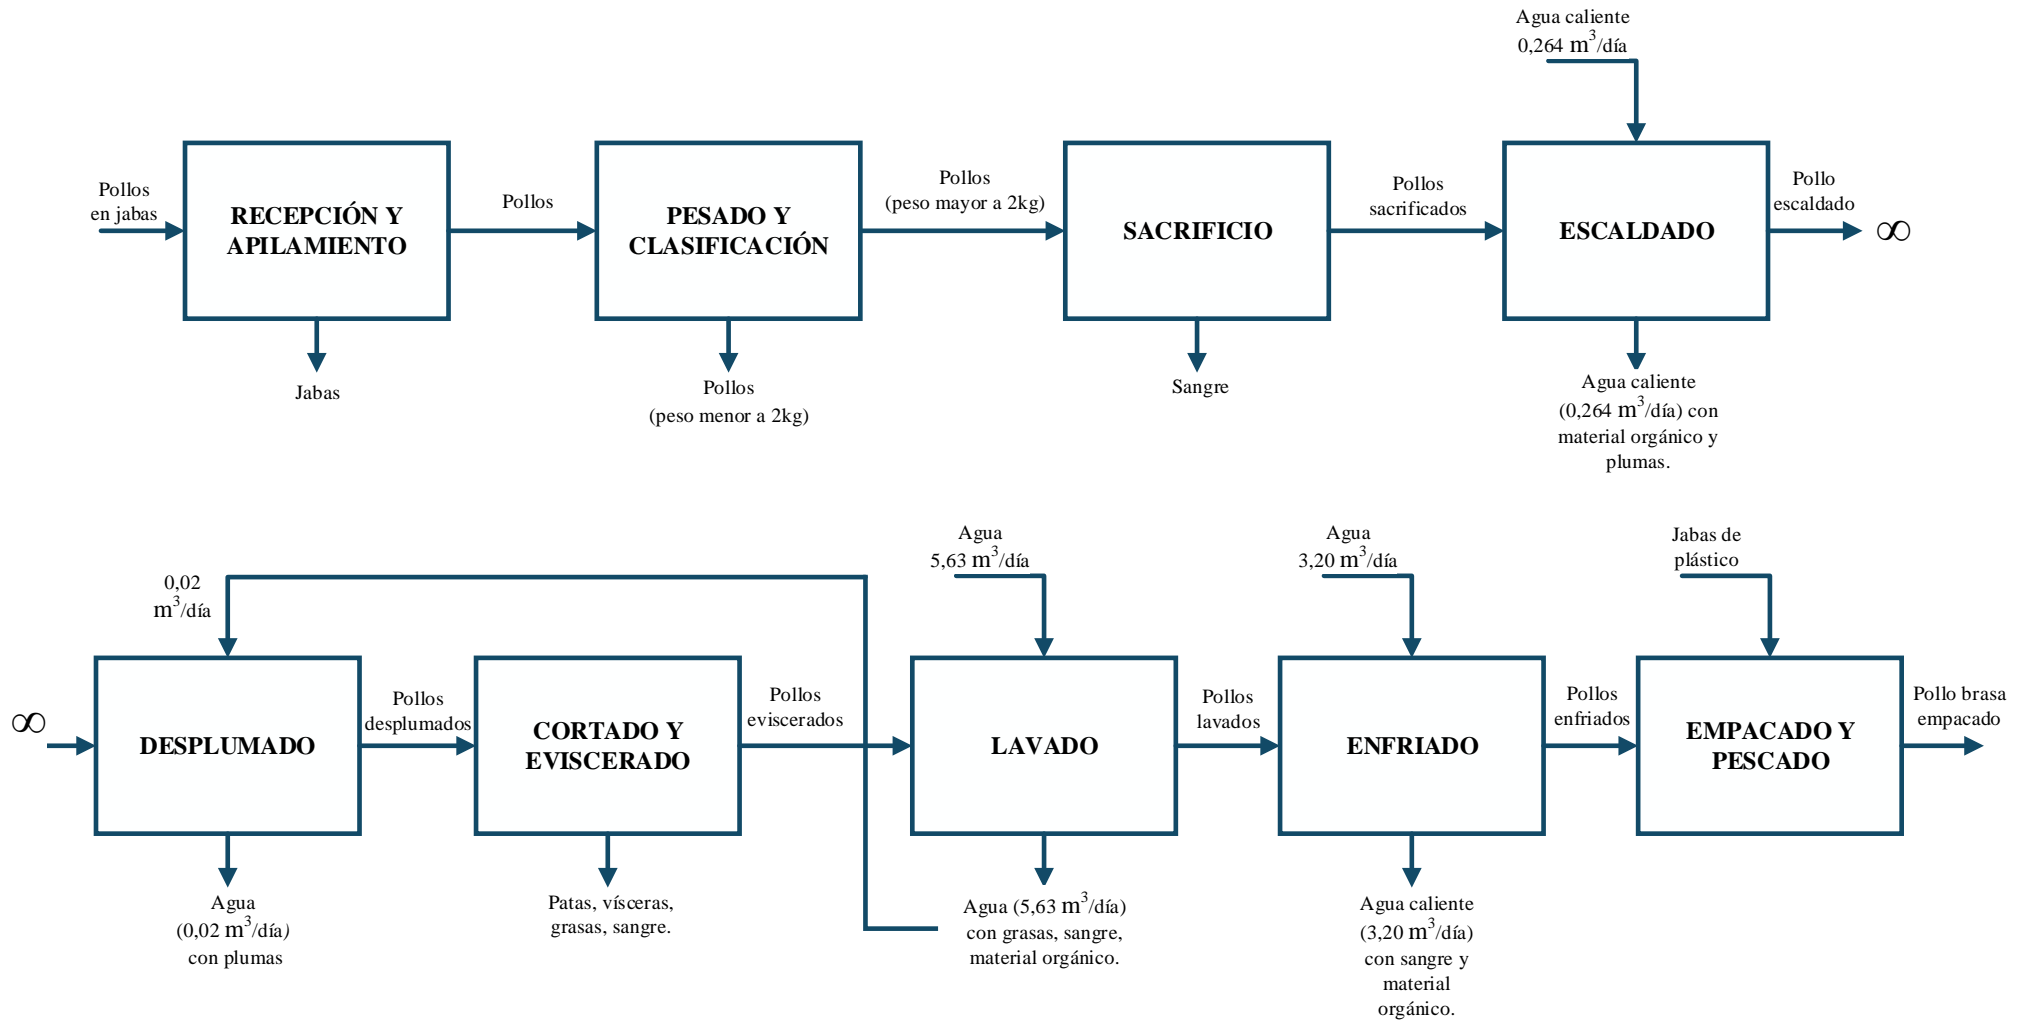 Agua caliente
0,264 m³/día
Pollos
en jabas
RECEPCIÓN Y
APILAMIENTO
Pollos
PESADO Y
CLASIFICACIÓN
Pollos
(peso mayor a 2kg)
SACRIFICIO
Pollos
sacrificados
ESCALDADO
Pollo
escaldado
∞
Jabas
Pollos
(peso menor a 2kg)
Sangre
Agua caliente
(0,264 m³/día) con
material orgánico y
plumas.
0,02
m³/día
Agua
5,63 m³/día
Agua
3,20 m³/día
Jabas de
plástico
∞
DESPLUMADO
Pollos
desplumados
CORTADO Y
EVISCERADO
Pollos
eviscerados
LAVADO
Pollos
lavados
ENFRIADO
Pollos
enfriados
EMPACADO Y
PESCADO
Pollo brasa
empacado
Agua
(0,02 m³/día)
con plumas
Patas, vísceras,
grasas, sangre.
Agua (5,63 m³/día)
con grasas, sangre,
material orgánico.
Agua caliente
(3,20 m³/día)
con sangre y
material
orgánico.